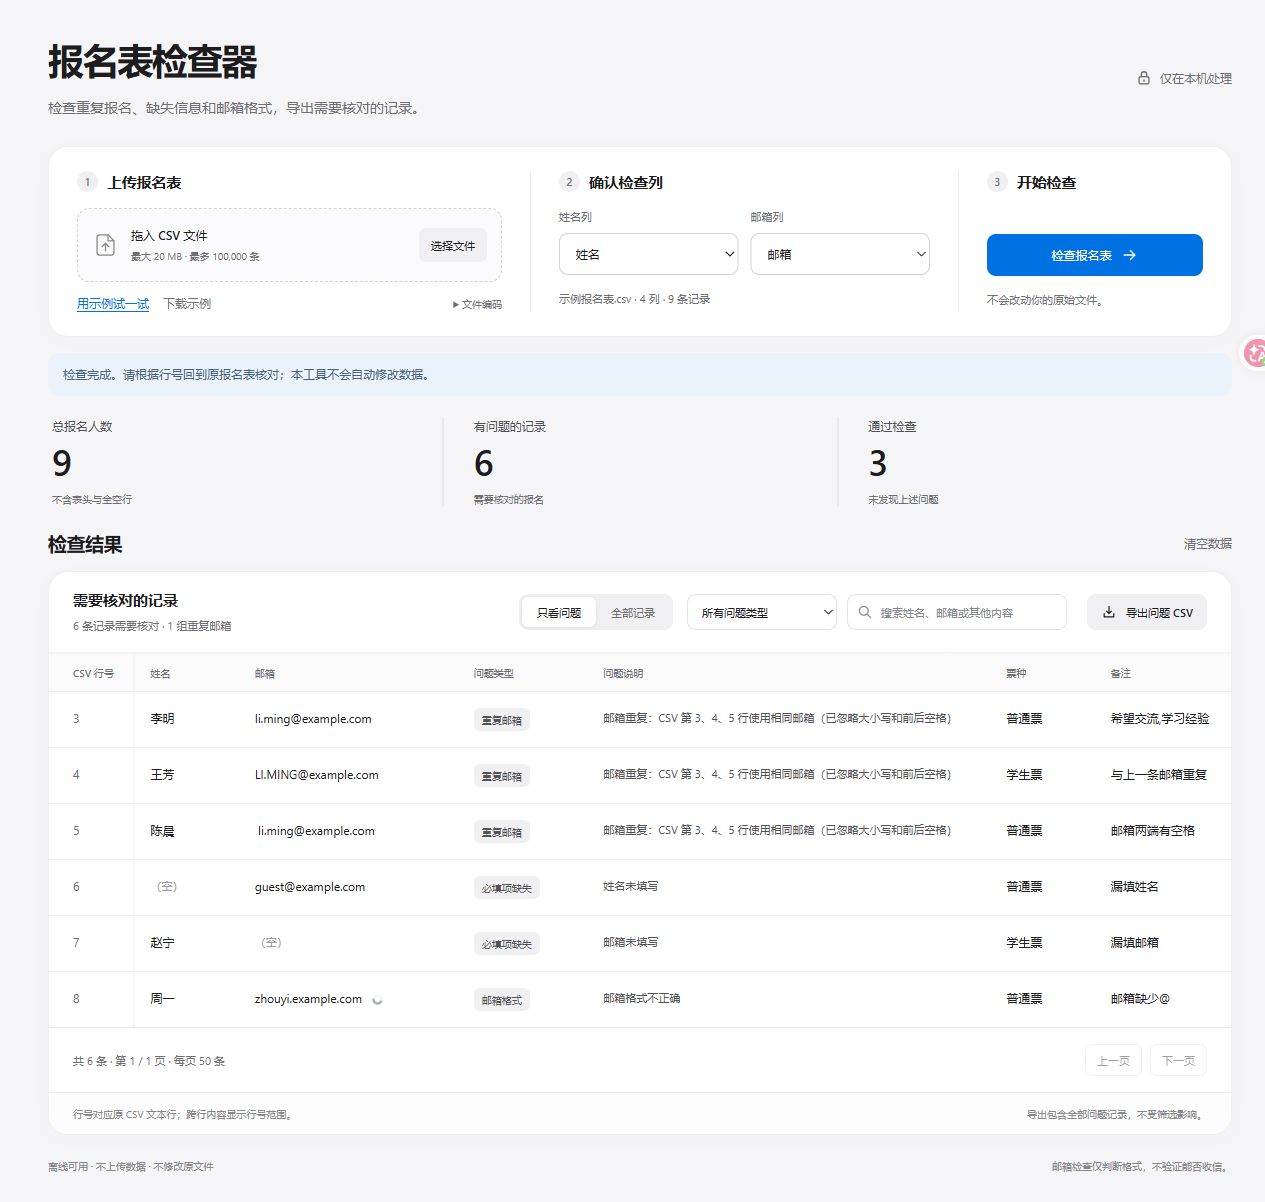 报名表检查器
仅在本机处理
检查重复报名、缺失信息和邮箱格式，导出需要核对的记录。
1 上传报名表
拖入 CSV 文件
最大 20 MB · 最多 100,000 条
选择文件
用示例试一试 下载示例
文件编码
2 确认检查列
姓名列 邮箱列
姓名 邮箱
示例报名表.csv · 4 列 · 9 条记录
3 开始检查
检查报名表
不会改动你的原始文件。
检查完成。请根据行号回到原报名表核对；本工具不会自动修改数据。
总报名人数
9
不含表头与全空行
有问题的记录
6
需要核对的报名
通过检查
3
未发现上述问题
检查结果
清空数据
需要核对的记录
6 条记录需要核对 · 1 组重复邮箱
只看问题 全部记录 所有问题类型 搜索姓名、邮箱或其他内容 导出问题 CSV
CSV 行号 姓名 邮箱 问题类型 问题说明 票种 备注
3 李明 li.ming@example.com 重复邮箱 邮箱重复：CSV 第 3、4、5 行使用相同邮箱（已忽略大小写和前后空格） 普通票 希望交流,学习经验
4 王芳 LI.MING@example.com 重复邮箱 邮箱重复：CSV 第 3、4、5 行使用相同邮箱（已忽略大小写和前后空格） 学生票 与上一条邮箱重复
5 陈晨 li.ming@example.com 重复邮箱 邮箱重复：CSV 第 3、4、5 行使用相同邮箱（已忽略大小写和前后空格） 普通票 邮箱两端有空格
6 （空） guest@example.com 必填项缺失 姓名未填写 普通票 漏填姓名
7 赵宁 （空） 必填项缺失 邮箱未填写 学生票 漏填邮箱
8 周一 zhouyi.example.com 邮箱格式 邮箱格式不正确 普通票 邮箱缺少@
共 6 条 · 第 1 / 1 页 · 每页 50 条
上一页 下一页
行号对应原 CSV 文本行；跨行内容显示行号范围。
导出包含全部问题记录，不受筛选影响。
离线可用 · 不上传数据 · 不修改原文件
邮箱检查仅判断格式，不验证能否收信。